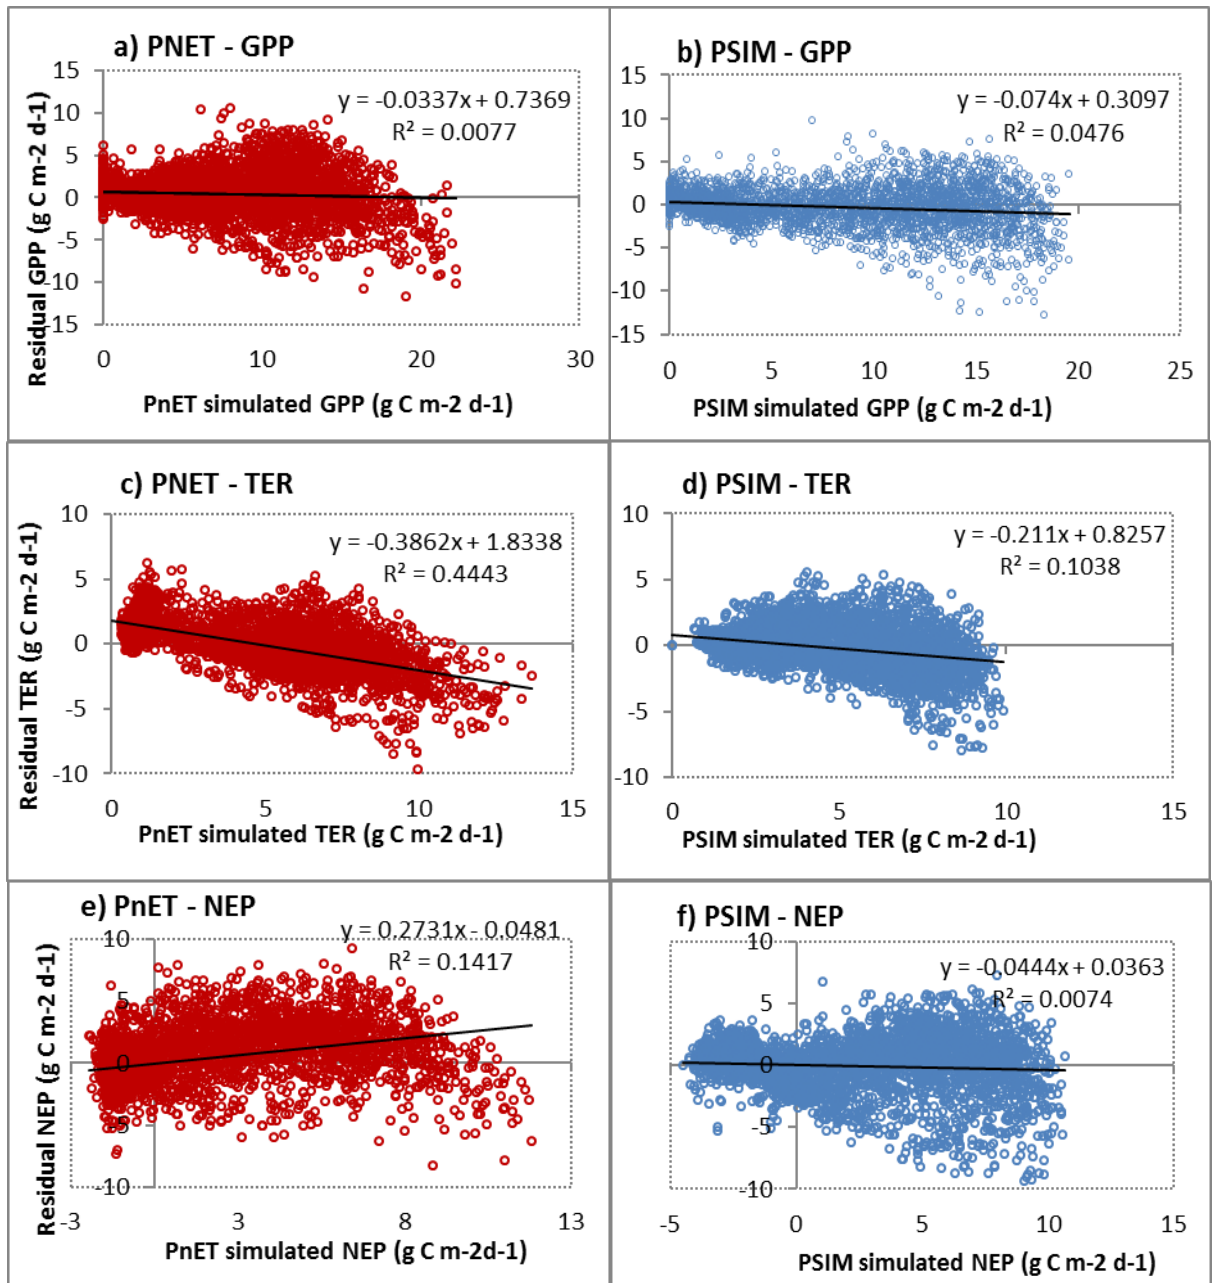 a) PNET - GPP
15
10
5
0
-5
-10
-15
y = -0.0337x + 0.7369
R² = 0.0077
Residual GPP (g C m-2 d-1)
0 10 20 30
PnET simulated GPP (g C m-2 d-1)
b) PSIM - GPP
15
10
5
0
-5
-10
-15
y = -0.074x + 0.3097
R² = 0.0476
0 5 10 15 20 25
PSIM simulated GPP (g C m-2 d-1)
c) PNET - TER
10
5
0
-5
-10
y = -0.3862x + 1.8338
R² = 0.4443
Residual TER (g C m-2 d-1)
0 5 10 15
PnET simulated TER (g C m-2 d-1)
d) PSIM - TER
10
5
0
-5
-10
y = -0.211x + 0.8257
R² = 0.1038
0 5 10 15
PSIM simulated TER (g C m-2 d-1)
e) PnET - NEP
10
5
0
-5
-10
y = 0.2731x - 0.0481
R² = 0.1417
Residual NEP (g C m-2 d-1)
-3 3 8 13
PnET simulated NEP (g C m-2d-1)
f) PSIM - NEP
10
5
0
-5
-10
y = -0.0444x + 0.0363
R² = 0.0074
-5 0 5 10 15
PSIM simulated NEP (g C m-2 d-1)